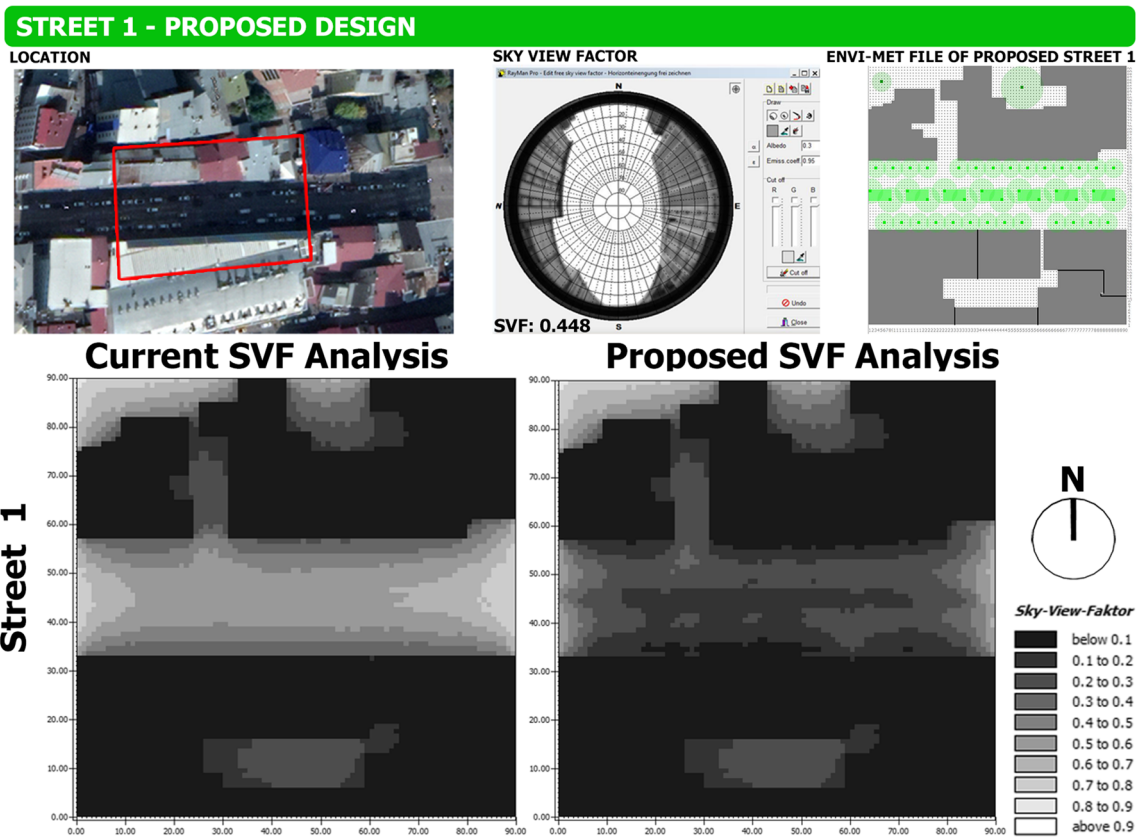 STREET 1 - PROPOSED DESIGN
LOCATION
SKY VIEW FACTOR
ENVI-MET FILE OF PROPOSED STREET 1
RayMan Pro - Edit free sky view factor - Horizonteinengung frei zeichnen
N
W
E
S
Draw
Albedo 0.3
Emiss coeff. 0.95
Cut off
R G B
Cut off
Undo
Close
SVF: 0.448
Current SVF Analysis
Proposed SVF Analysis
Street 1
90.00
80.00
70.00
60.00
50.00
40.00
30.00
20.00
10.00
0.00
0.00 10.00 20.00 30.00 40.00 50.00 60.00 70.00 80.00 90.00
90.00
80.00
70.00
60.00
50.00
40.00
30.00
20.00
10.00
0.00
0.00 10.00 20.00 30.00 40.00 50.00 60.00 70.00 80.00 90.00
N
Sky-View-Faktor
below 0.1
0.1 to 0.2
0.2 to 0.3
0.3 to 0.4
0.4 to 0.5
0.5 to 0.6
0.6 to 0.7
0.7 to 0.8
0.8 to 0.9
above 0.9